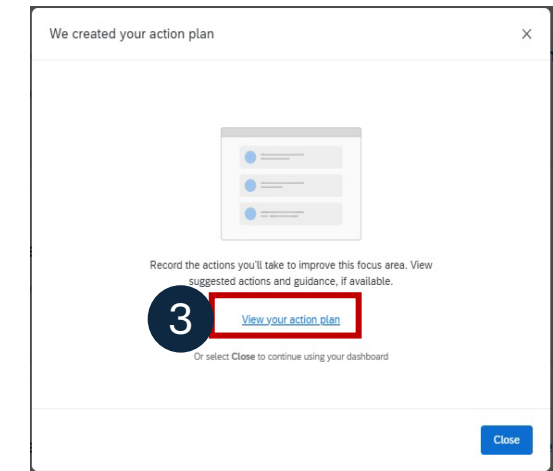 We created your action plan
Record the actions you'll take to improve this focus area. View
suggested actions and guidance, if available.
3
View your action plan
Or select Close to continue using your dashboard
Close